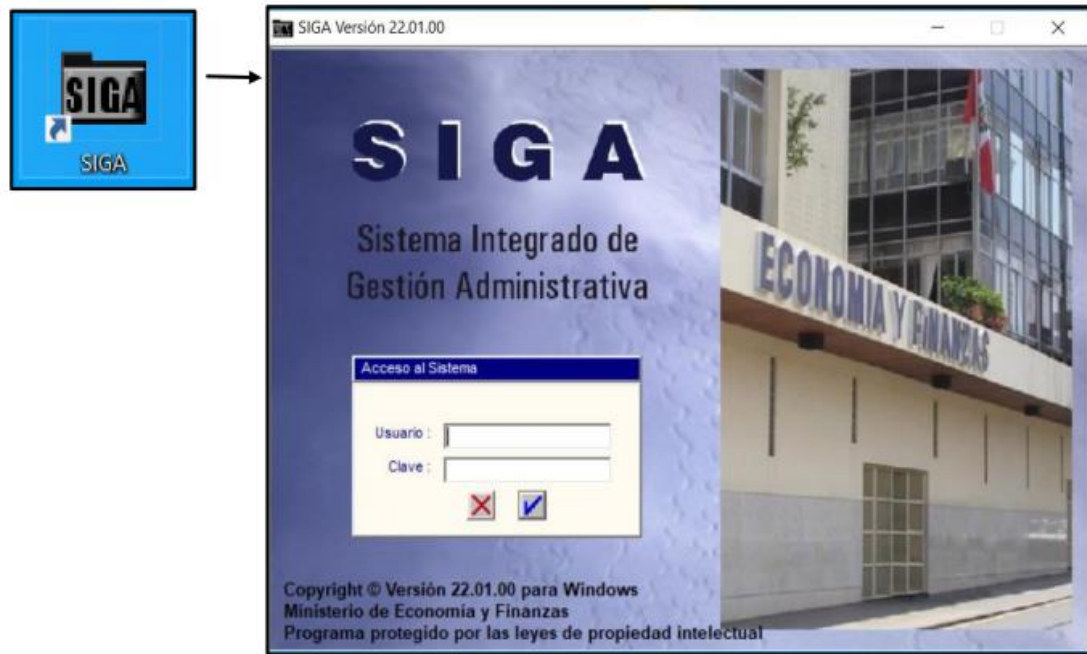 SIGA
SIGA
SIGA Versión 22.01.00
SIGA
Sistema Integrado de
Gestión Administrativa
ECONOMIA Y FINANZAS
Acceso al Sistema
Usuario :
Clave :
Copyright © Versión 22.01.00 para Windows
Ministerio de Economía y Finanzas
Programa protegido por las leyes de propiedad intelectual